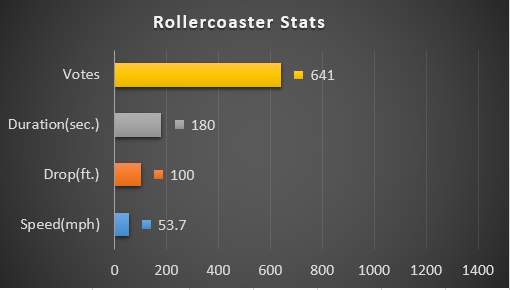 Rollercoaster Stats
Votes
641
Duration(sec.)
180
Drop(ft.)
100
Speed(mph)
53.7
0 200 400 600 800 1000 1200 1400